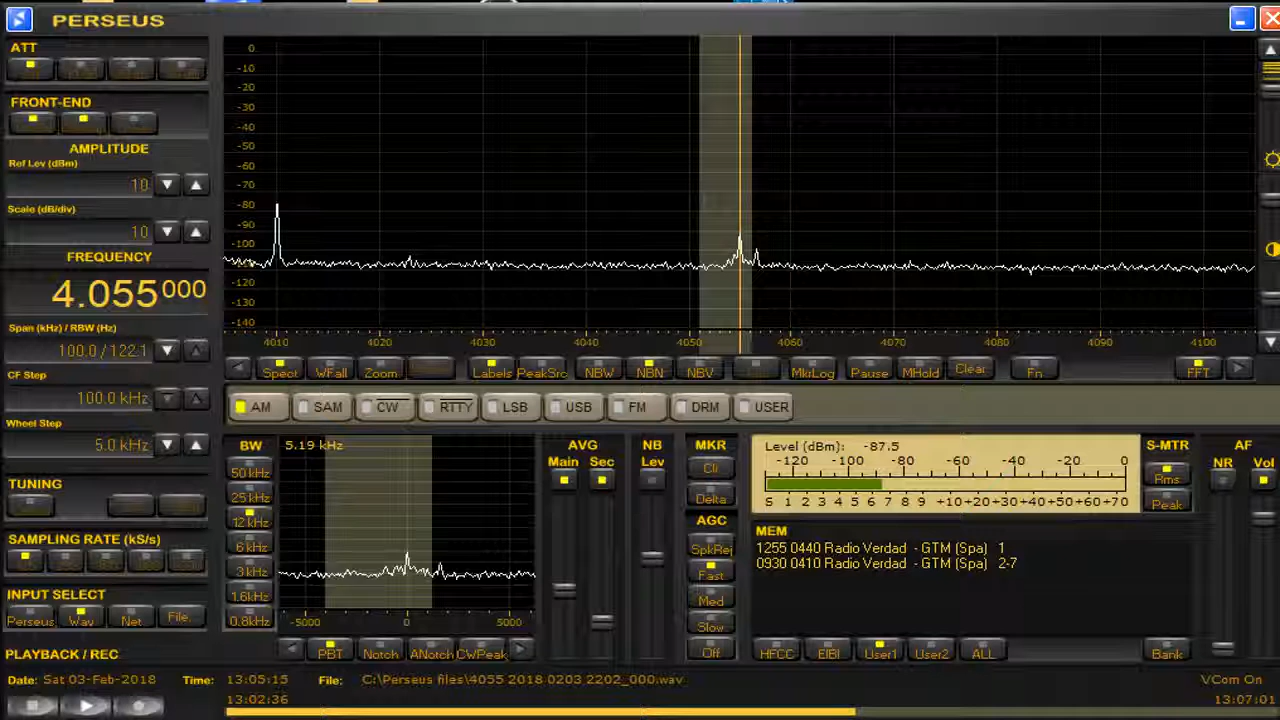 PERSEUS
ATT
FRONT-END
AMPLITUDE
Ref Lev (dBm)
10
Scale (dB/div)
10
FREQUENCY
4.055000
Span (kHz) / RBW (Hz)
100.0 / 122.1
CF Step
100.0 kHz
Wheel Step
5.0 kHz
TUNING
SAMPLING RATE (kS/s)
INPUT SELECT
Perseus Wav Net File.
PLAYBACK / REC
0
-10
-20
-30
-40
-50
-60
-70
-80
-90
-100
-110
-120
-130
-140
4010 4020 4030 4040 4050 4060 4070 4080 4090 4100
Spect WFall Zoom Labels PeakSrc NBW NBN NBV MkrLog Pause MHold Clear Fn FFT
AM SAM CW RTTY LSB USB FM DRM USER
BW
50 kHz
25 kHz
12 kHz
6 kHz
3 kHz
1.6kHz
0.8kHz
5.19 kHz
-5000 0 5000
PBT Notch ANotch CWPeak
AVG
Main Sec
NB
Lev
MKR
Clr
Delta
AGC
SpkRej
Fast
Med
Slow
Off
Level (dBm): -87.5
-120 -100 -80 -60 -40 -20 0
S 1 2 3 4 5 6 7 8 9 +10+20+30+40+50+60+70
S-MTR
Rms
Peak
AF
NR Vol
MEM
1255 0440 Radio Verdad - GTM (Spa) 1
0930 0410 Radio Verdad - GTM (Spa) 2-7
HFCC EIBI User1 User2 ALL Bank
Date: Sat 03-Feb-2018 Time: 13:05:15 File: C:\Perseus files\4055 2018 0203 2202_000.wav VCom On
13:02:36 13:07:01